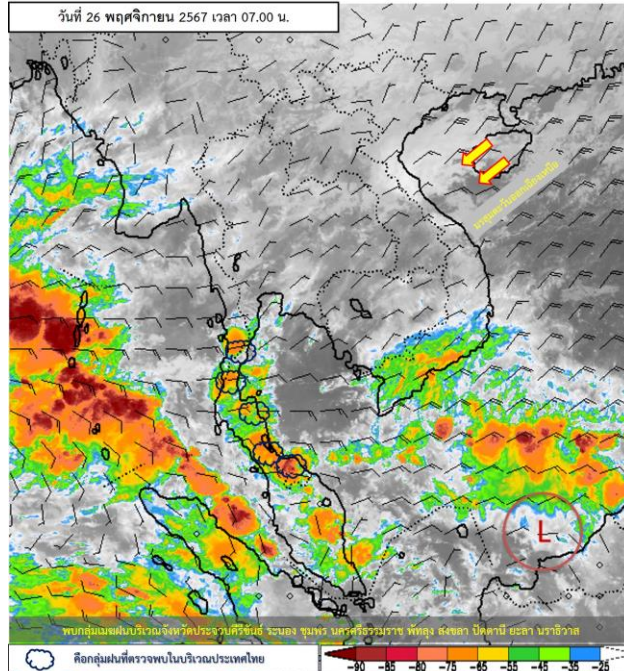 วันที่ 26 พฤศจิกายน 2567 เวลา 07.00 น.
มรสุมตะวันออกเฉียงเหนือ
L
พบกลุ่มเมฆฝนบริเวณจังหวัดประจวบคีรีขันธ์ ระนอง ชุมพร นครศรีธรรมราช พัทลุง สงขลา ปัตตานี ยะลา นราธิวาส
คือกลุ่มฝนที่ตรวจพบในบริเวณประเทศไทย
-90 -85 -80 -75 -65 -55 -45 -35 -25